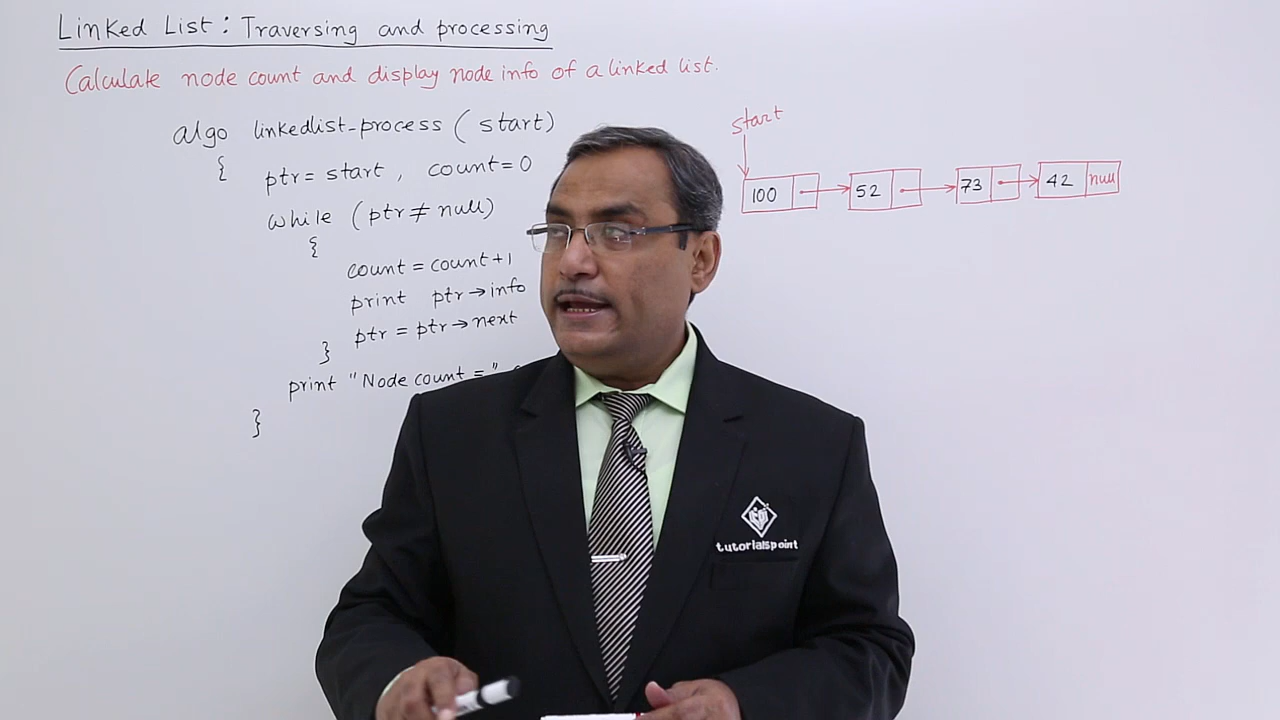 Linked List: Traversing and processing
Calculate node count and display node info of a linked list.
algo linkedlist-process (start)
{ ptr = start , count=0
while (ptr ≠ null)
{
count = count+1
print ptr→info
ptr = ptr→next
}
print "Node count ="
}
start
100 52 73 42 null
tutorialspoint